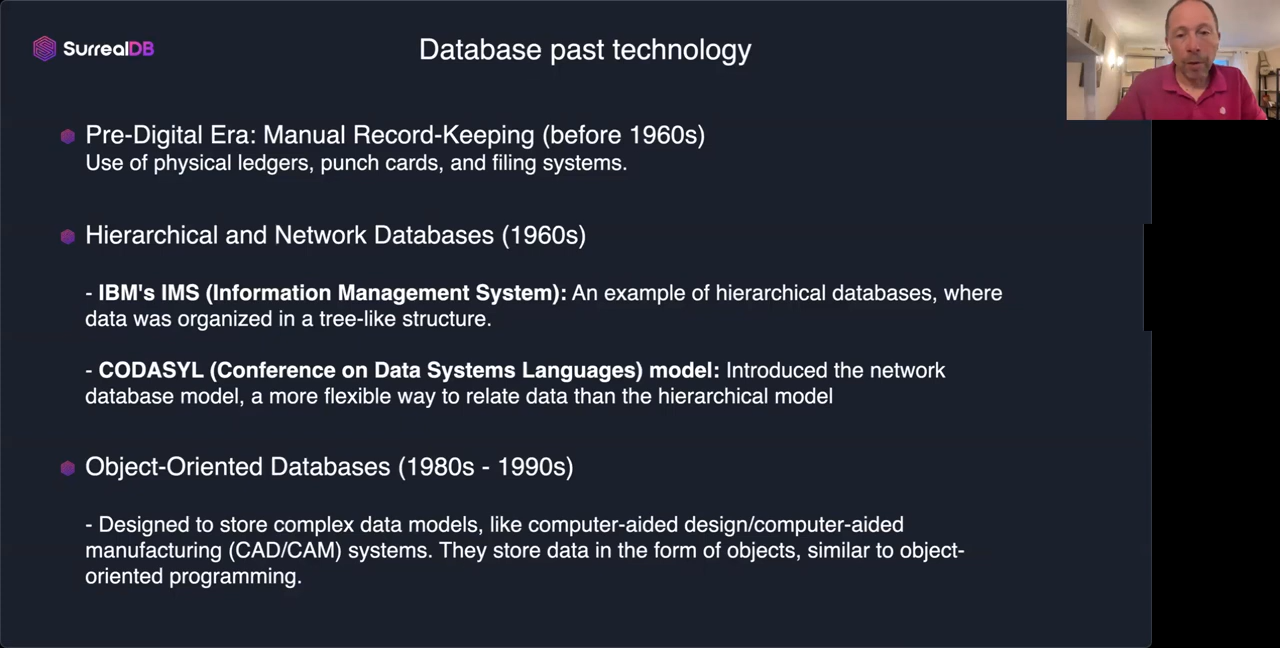 SurrealDB
Database past technology
Pre-Digital Era: Manual Record-Keeping (before 1960s)
Use of physical ledgers, punch cards, and filing systems.
Hierarchical and Network Databases (1960s)
- IBM's IMS (Information Management System): An example of hierarchical databases, where
data was organized in a tree-like structure.
- CODASYL (Conference on Data Systems Languages) model: Introduced the network
database model, a more flexible way to relate data than the hierarchical model
Object-Oriented Databases (1980s - 1990s)
- Designed to store complex data models, like computer-aided design/computer-aided
manufacturing (CAD/CAM) systems. They store data in the form of objects, similar to object-
oriented programming.